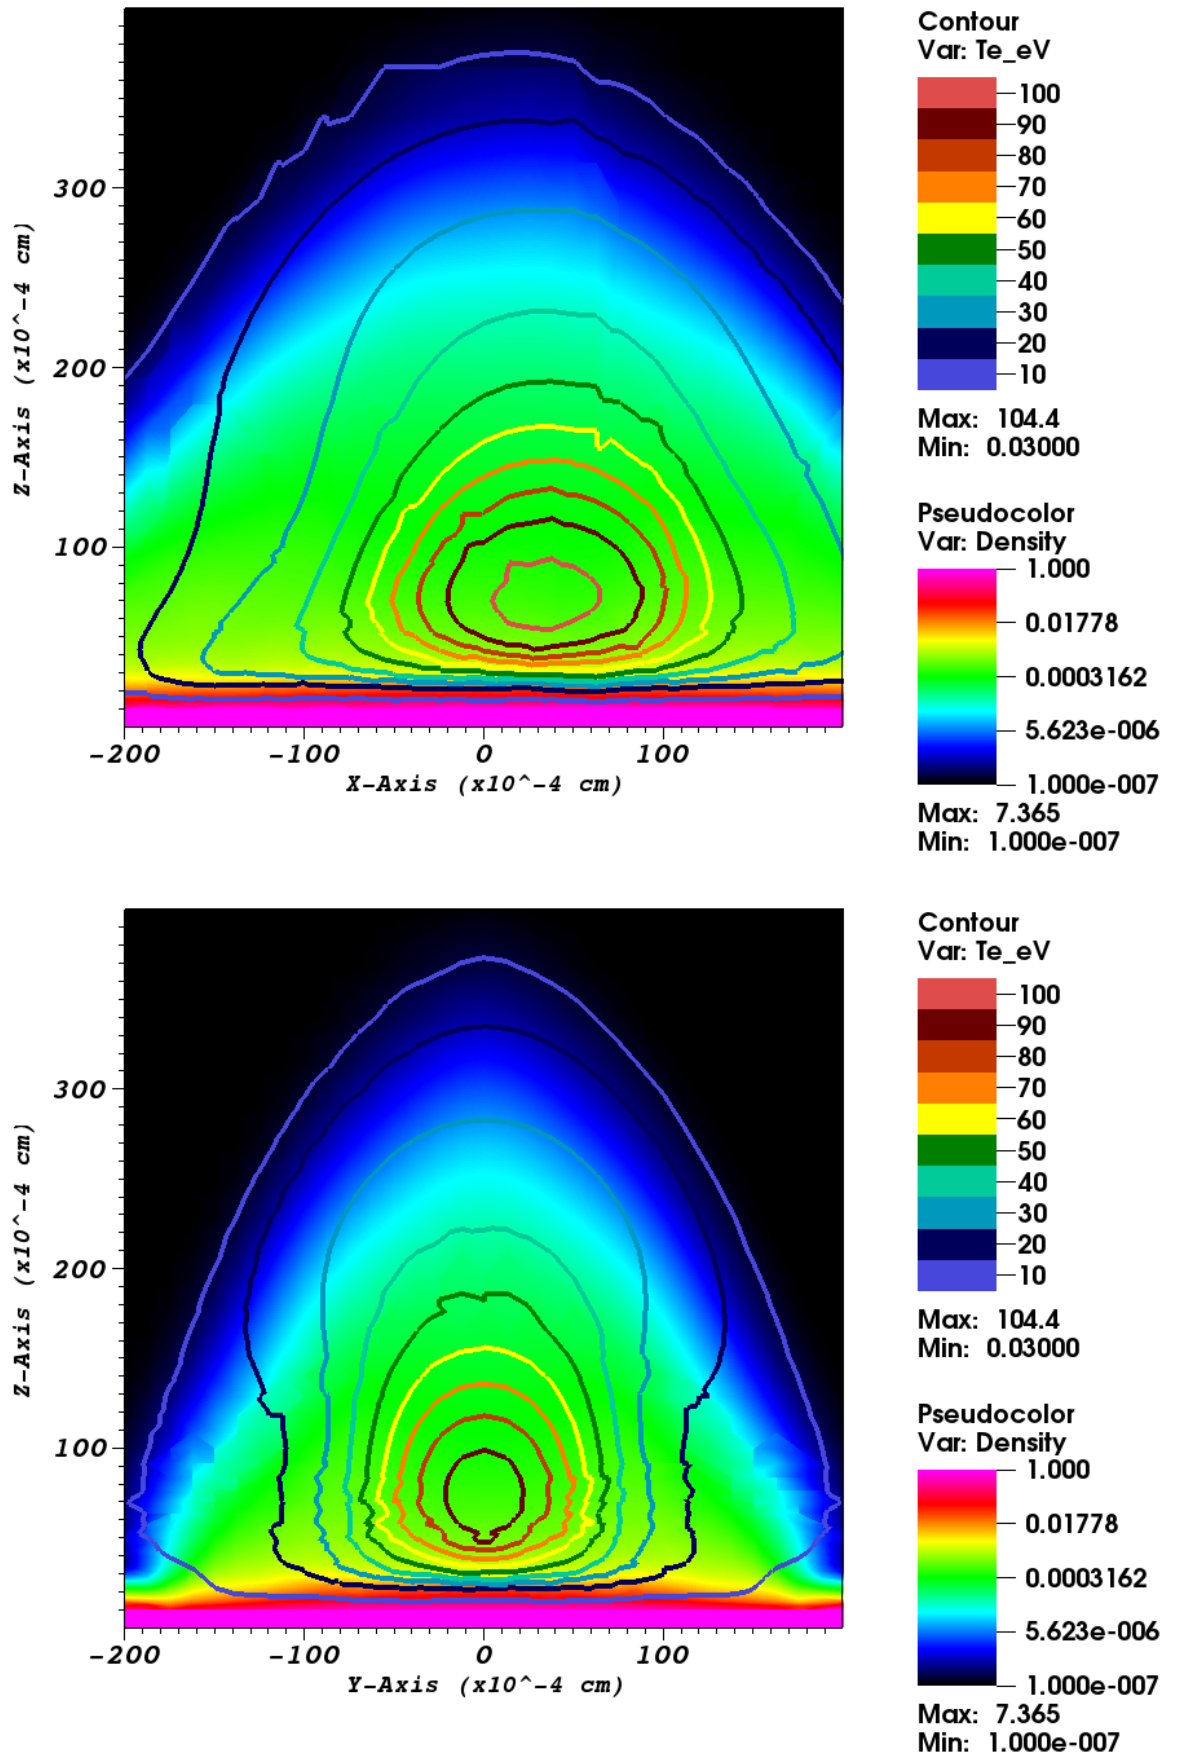 Contour
Var: Te_eV
100
90
80
70
60
50
40
30
20
10
Max: 104.4
Min: 0.03000
Pseudocolor
Var: Density
1.000
0.01778
0.0003162
5.623e-006
1.000e-007
Max: 7.365
Min: 1.000e-007
Z-Axis (x10^-4 cm)
300
200
100
-200 -100 0 100
X-Axis (x10^-4 cm)
Contour
Var: Te_eV
100
90
80
70
60
50
40
30
20
10
Max: 104.4
Min: 0.03000
Pseudocolor
Var: Density
1.000
0.01778
0.0003162
5.623e-006
1.000e-007
Max: 7.365
Min: 1.000e-007
Z-Axis (x10^-4 cm)
300
200
100
-200 -100 0 100
Y-Axis (x10^-4 cm)